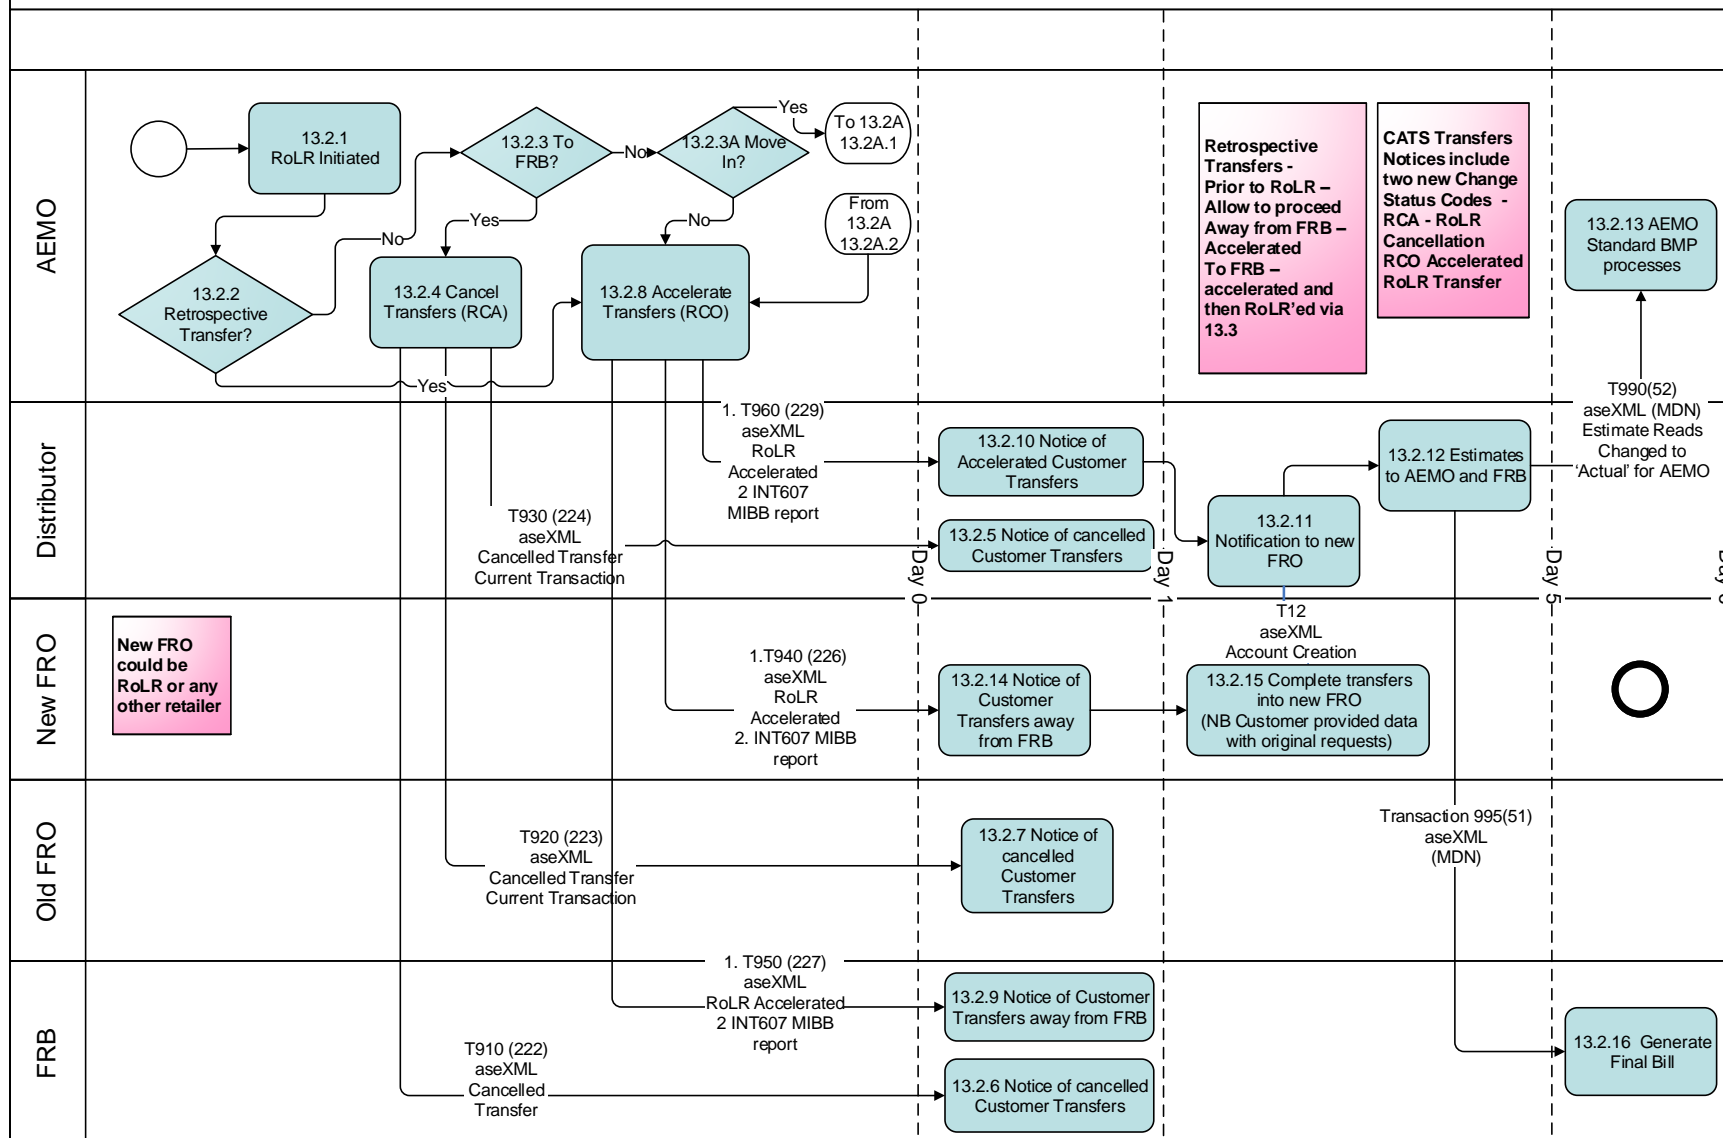 AEMO
13.2.1
RoLR Initiated
13.2.3 To
FRB?
No
13.2.3A Move
In?
Yes
To 13.2A
13.2A.1
From
13.2A
13.2A.2
No
Yes
No
13.2.2
Retrospective
Transfer?
13.2.4 Cancel
Transfers (RCA)
13.2.8 Accelerate
Transfers (RCO)
Yes
Retrospective
Transfers -
Prior to RoLR –
Allow to proceed
Away from FRB –
Accelerated
To FRB –
accelerated and
then RoLR'ed via
13.3
CATS Transfers
Notices include
two new Change
Status Codes -
RCA - RoLR
Cancellation
RCO Accelerated
RoLR Transfer
13.2.13 AEMO
Standard BMP
processes
T990(52)
aseXML (MDN)
Estimate Reads
Changed to
'Actual' for AEMO
Distributor
1. T960 (229)
aseXML
RoLR
Accelerated
2 INT607
MIBB report
T930 (224)
aseXML
Cancelled Transfer
Current Transaction
13.2.10 Notice of
Accelerated Customer
Transfers
13.2.5 Notice of cancelled
Customer Transfers
13.2.11
Notification to new
FRO
13.2.12 Estimates
to AEMO and FRB
Day 0
Day 1
Day 5
New FRO
New FRO
could be
RoLR or any
other retailer
1.T940 (226)
aseXML
RoLR
Accelerated
2. INT607 MIBB
report
13.2.14 Notice of
Customer
Transfers away
from FRB
T12
aseXML
Account Creation
13.2.15 Complete transfers
into new FRO
(NB Customer provided data
with original requests)
Old FRO
T920 (223)
aseXML
Cancelled Transfer
Current Transaction
13.2.7 Notice of
cancelled
Customer
Transfers
Transaction 995(51)
aseXML
(MDN)
FRB
1. T950 (227)
aseXML
RoLR Accelerated
2 INT607 MIBB
report
13.2.9 Notice of Customer
Transfers away from FRB
T910 (222)
aseXML
Cancelled
Transfer
13.2.6 Notice of cancelled
Customer Transfers
13.2.16 Generate
Final Bill